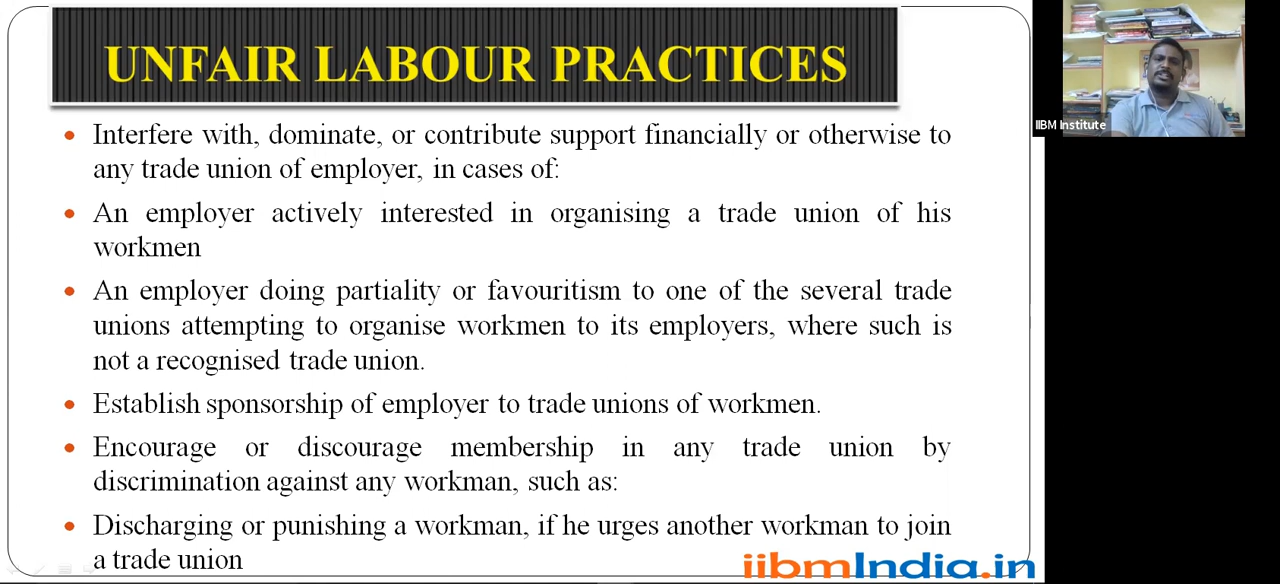 UNFAIR LABOUR PRACTICES
• Interfere with, dominate, or contribute support financially or otherwise to
any trade union of employer, in cases of:
• An employer actively interested in organising a trade union of his
workmen
• An employer doing partiality or favouritism to one of the several trade
unions attempting to organise workmen to its employers, where such is
not a recognised trade union.
• Establish sponsorship of employer to trade unions of workmen.
• Encourage or discourage membership in any trade union by
discrimination against any workman, such as:
• Discharging or punishing a workman, if he urges another workman to join
a trade union
iibmIndia.in
IIBM Institute